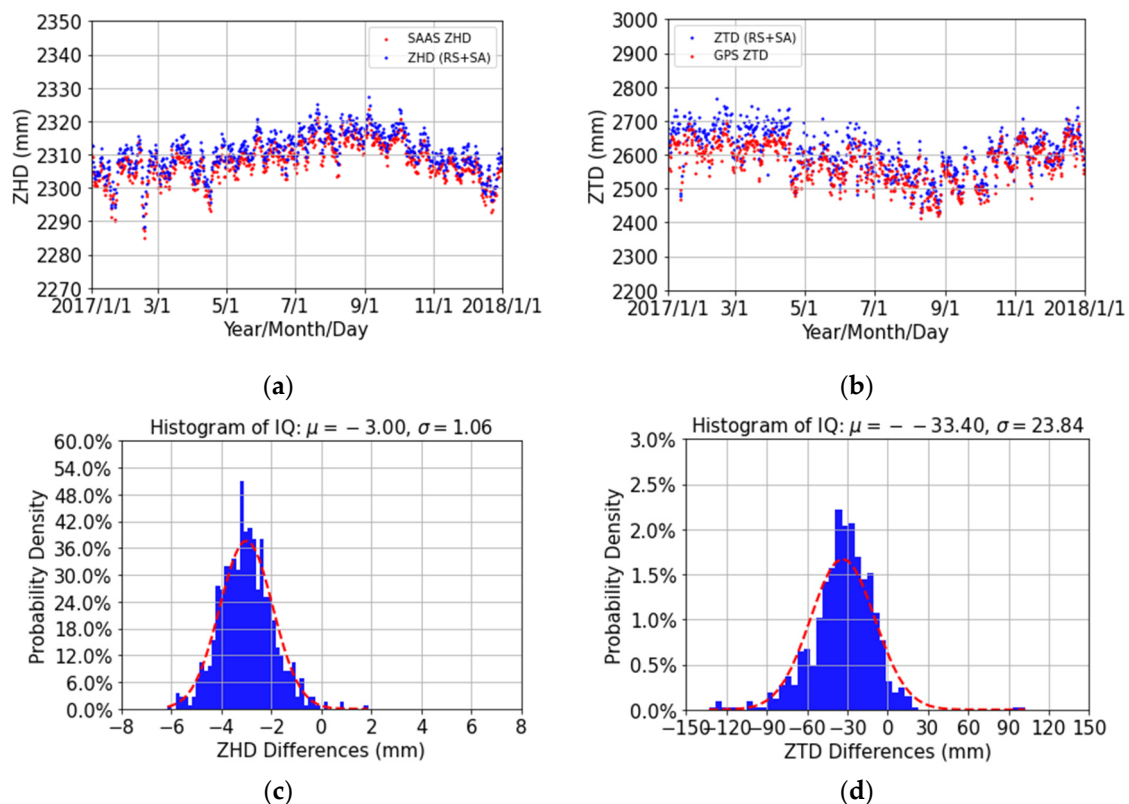 2350
2340
2330
2320
2310
2300
2290
2280
2270
ZHD (mm)
SAAS ZHD
ZHD (RS+SA)
2017/1/1 3/1 5/1 7/1 9/1 11/1 2018/1/1
Year/Month/Day
(a)
3000
2900
2800
2700
2600
2500
2400
2300
2200
ZTD (mm)
ZTD (RS+SA)
GPS ZTD
2017/1/1 3/1 5/1 7/1 9/1 11/1 2018/1/1
Year/Month/Day
(b)
Histogram of IQ: μ = − 3.00, σ = 1.06
60.0%
54.0%
48.0%
42.0%
36.0%
30.0%
24.0%
18.0%
12.0%
6.0%
0.0%
Probability Density
−8 −6 −4 −2 0 2 4 6 8
ZHD Differences (mm)
(c)
Histogram of IQ: μ = − −33.40, σ = 23.84
3.0%
2.5%
2.0%
1.5%
1.0%
0.5%
0.0%
Probability Density
−150 −120 −90 −60 −30 0 30 60 90 120 150
ZTD Differences (mm)
(d)